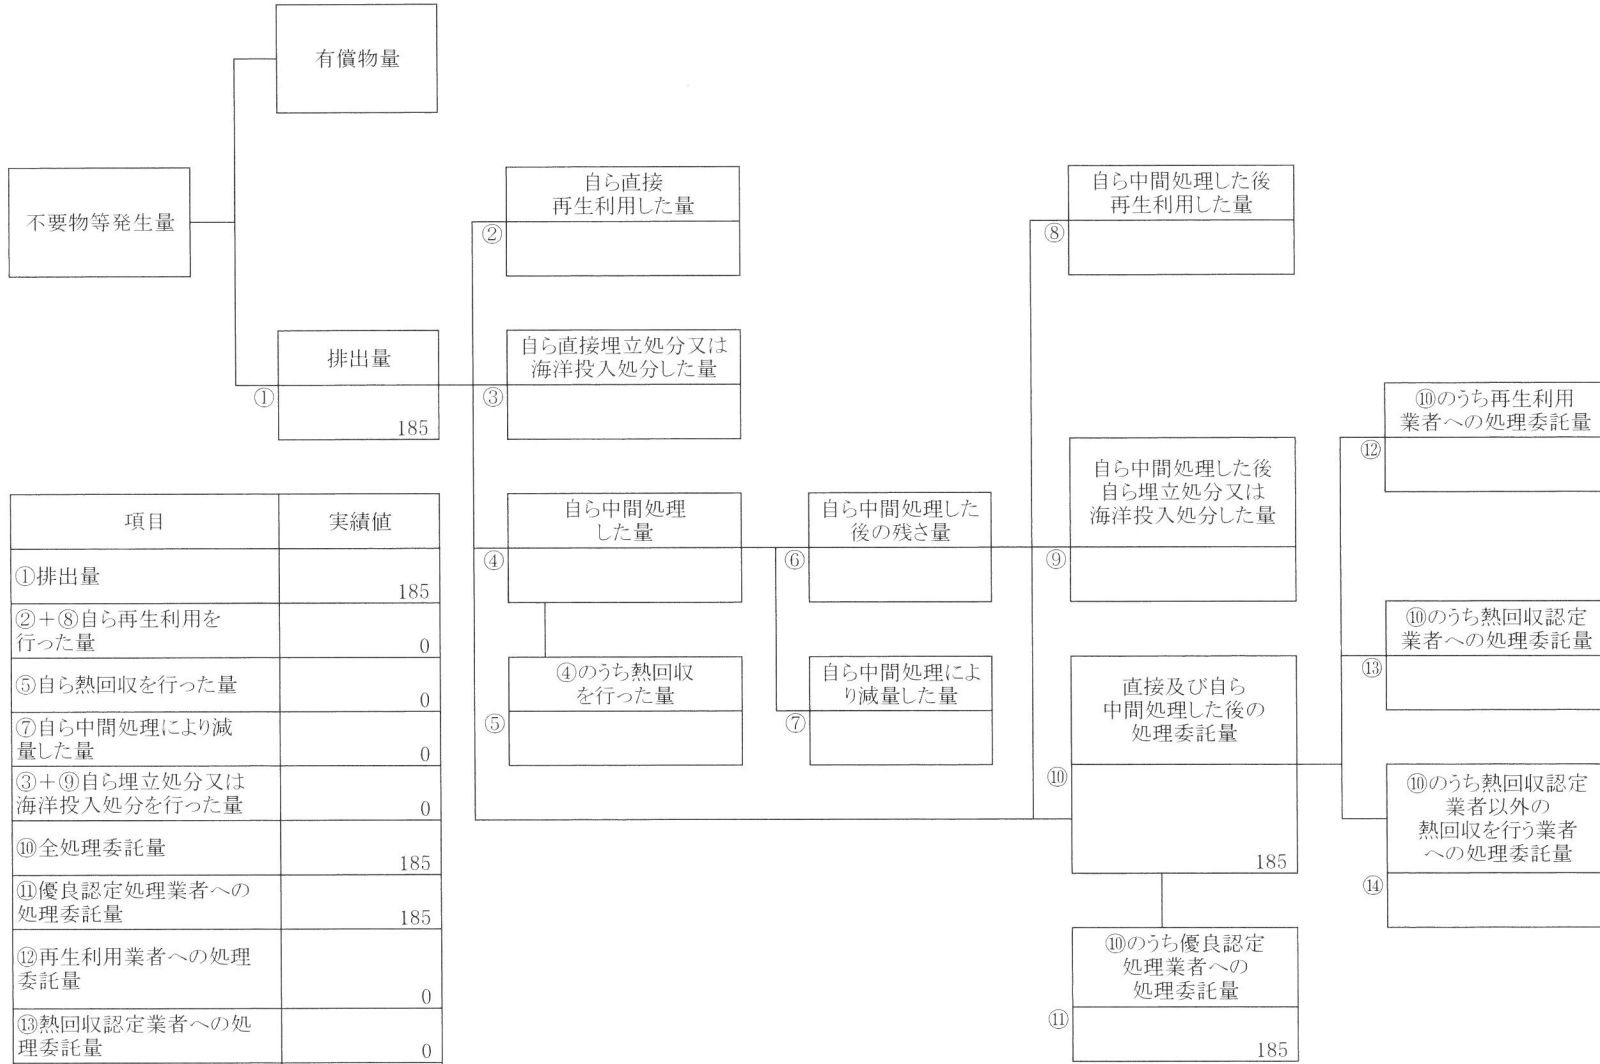 有償物量
不要物等発生量
自ら直接
再生利用した量
②
自ら中間処理した後
再生利用した量
⑧
排出量
①
185
自ら直接埋立処分又は
海洋投入処分した量
③
⑩のうち再生利用
業者への処理委託量
⑫
自ら中間処理
した量
④
自ら中間処理した
後の残さ量
⑥
自ら中間処理した後
自ら埋立処分又は
海洋投入処分した量
⑨
⑩のうち熱回収認定
業者への処理委託量
⑬
④のうち熱回収
を行った量
⑤
自ら中間処理によ
り減量した量
⑦
直接及び自ら
中間処理した後の
処理委託量
⑩
185
⑩のうち熱回収認定
業者以外の
熱回収を行う業者
への処理委託量
⑭
⑩のうち優良認定
処理業者への
処理委託量
⑪
185
項目 実績値
①排出量
185
②+⑧自ら再生利用を
行った量 0
⑤自ら熱回収を行った量
0
⑦自ら中間処理により減
量した量 0
③+⑨自ら埋立処分又は
海洋投入処分を行った量 0
⑩全処理委託量
185
⑪優良認定処理業者への
処理委託量 185
⑫再生利用業者への処理
委託量
0
⑬熱回収認定業者への処
理委託量 0